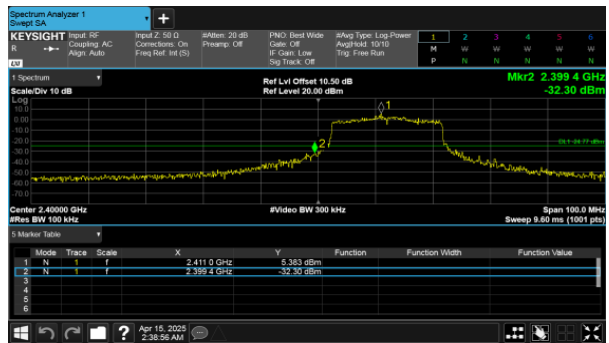 Spectrum Analyzer 1
Swept SA
+
KEYSIGHT Input: RF Input Z: 50 Ω #Atten: 20 dB PNO: Best Wide #Avg Type: Log-Power 1 2 3 4 5 6
R Coupling: AC Corrections: On Preamp: Off Gate: Off Avg|Hold: 10/10 M W W W W W
Align: Auto Freq Ref: Int (S) IF Gain: Low Trig: Free Run
LXI Sig Track: Off P N N N N N
1 Spectrum Ref Lvl Offset 10.50 dB Mkr2 2.399 4 GHz
Scale/Div 10 dB Ref Level 20.00 dBm -32.30 dBm
Log
10.0
0.00
-10.0
-20.0
-30.0
-40.0
-50.0
-60.0
-70.0
1
2
DL1 -24.77 dBm
Center 2.40000 GHz #Video BW 300 kHz Span 100.0 MHz
#Res BW 100 kHz Sweep 9.60 ms (1001 pts)
5 Marker Table
Mode Trace Scale X Y Function Function Width Function Value
1 N 1 f 2.411 0 GHz 5.383 dBm
2 N 1 f 2.399 4 GHz -32.30 dBm
3
4
5
6
? Apr 15, 2025
2:38:56 AM